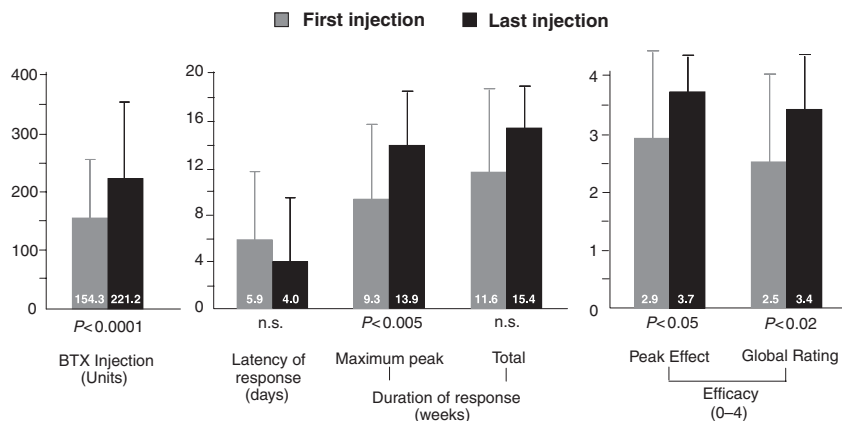 First injection Last injection
400
300
200
100
0
154.3 221.2
P<0.0001
BTX Injection
(Units)
20
16
12
8
4
0
5.9 4.0 9.3 13.9 11.6 15.4
n.s. P<0.005 n.s.
Latency of
response
(days)
Maximum peak Total
Duration of response
(weeks)
4
3
2
1
0
2.9 3.7 2.5 3.4
P<0.05 P<0.02
Peak Effect Global Rating
Efficacy
(0–4)